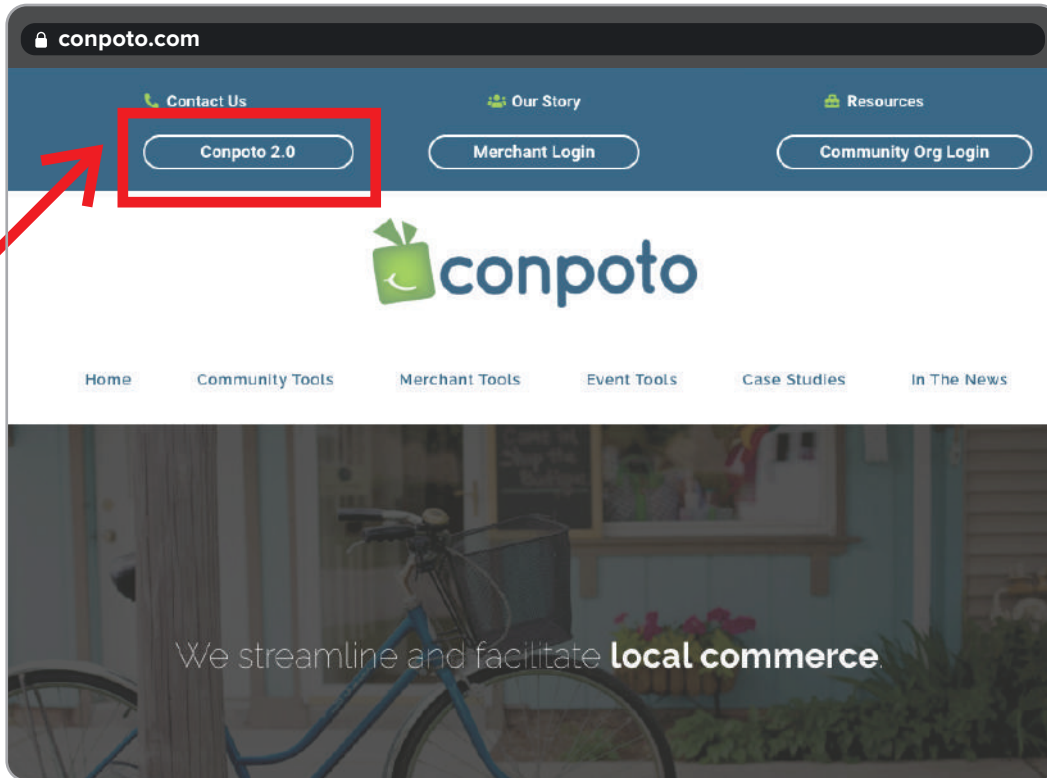 conpoto.com
Contact Us Our Story Resources
Conpoto 2.0 Merchant Login Community Org Login
conpoto
Home Community Tools Merchant Tools Event Tools Case Studies In The News
We streamline and facilitate local commerce.